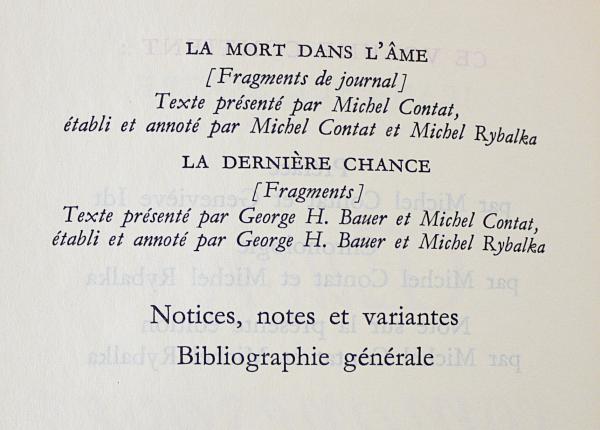 LA MORT DANS L'ÂME
[Fragments de journal]
Texte présenté par Michel Contat,
établi et annoté par Michel Contat et Michel Rybalka
LA DERNIÈRE CHANCE
[Fragments]
Texte présenté par George H. Bauer et Michel Contat,
établi et annoté par George H. Bauer et Michel Rybalka
Notices, notes et variantes
Bibliographie générale